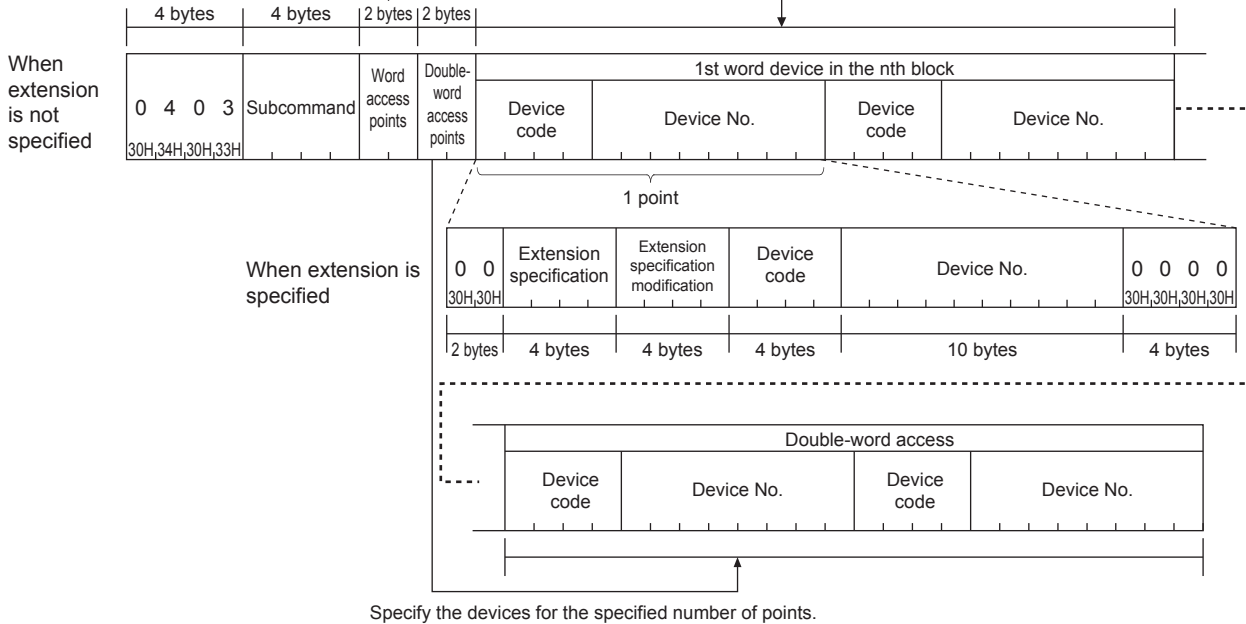 4 bytes 4 bytes 2 bytes 2 bytes
When
extension
is not
specified
0 4 0 3
30H,34H,30H,33H
Subcommand
Word
access
points
Double-
word
access
points
1st word device in the nth block
Device
code
Device No.
Device
code
Device No.
1 point
When extension is
specified
0 0
30H,30H
Extension
specification
Extension
specification
modification
Device
code
Device No.
0 0 0 0
30H,30H,30H,30H
2 bytes 4 bytes 4 bytes 4 bytes 10 bytes 4 bytes
Double-word access
Device
code
Device No.
Device
code
Device No.
Specify the devices for the specified number of points.